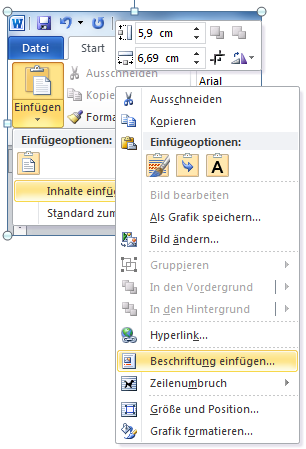 5,9 cm
6,69 cm
Datei
Start
Ausschneiden
Kopieren
Einfügen
Forma
Arial
Einfügeoptionen:
Inhalte einfü
Standard zum
Ausschneiden
Kopieren
Einfügeoptionen:
A
Bild bearbeiten
Als Grafik speichern...
Bild ändern...
Gruppieren
In den Vordergrund
In den Hintergrund
Hyperlink...
Beschriftung einfügen...
Zeilenumbruch
Größe und Position...
Grafik formatieren...